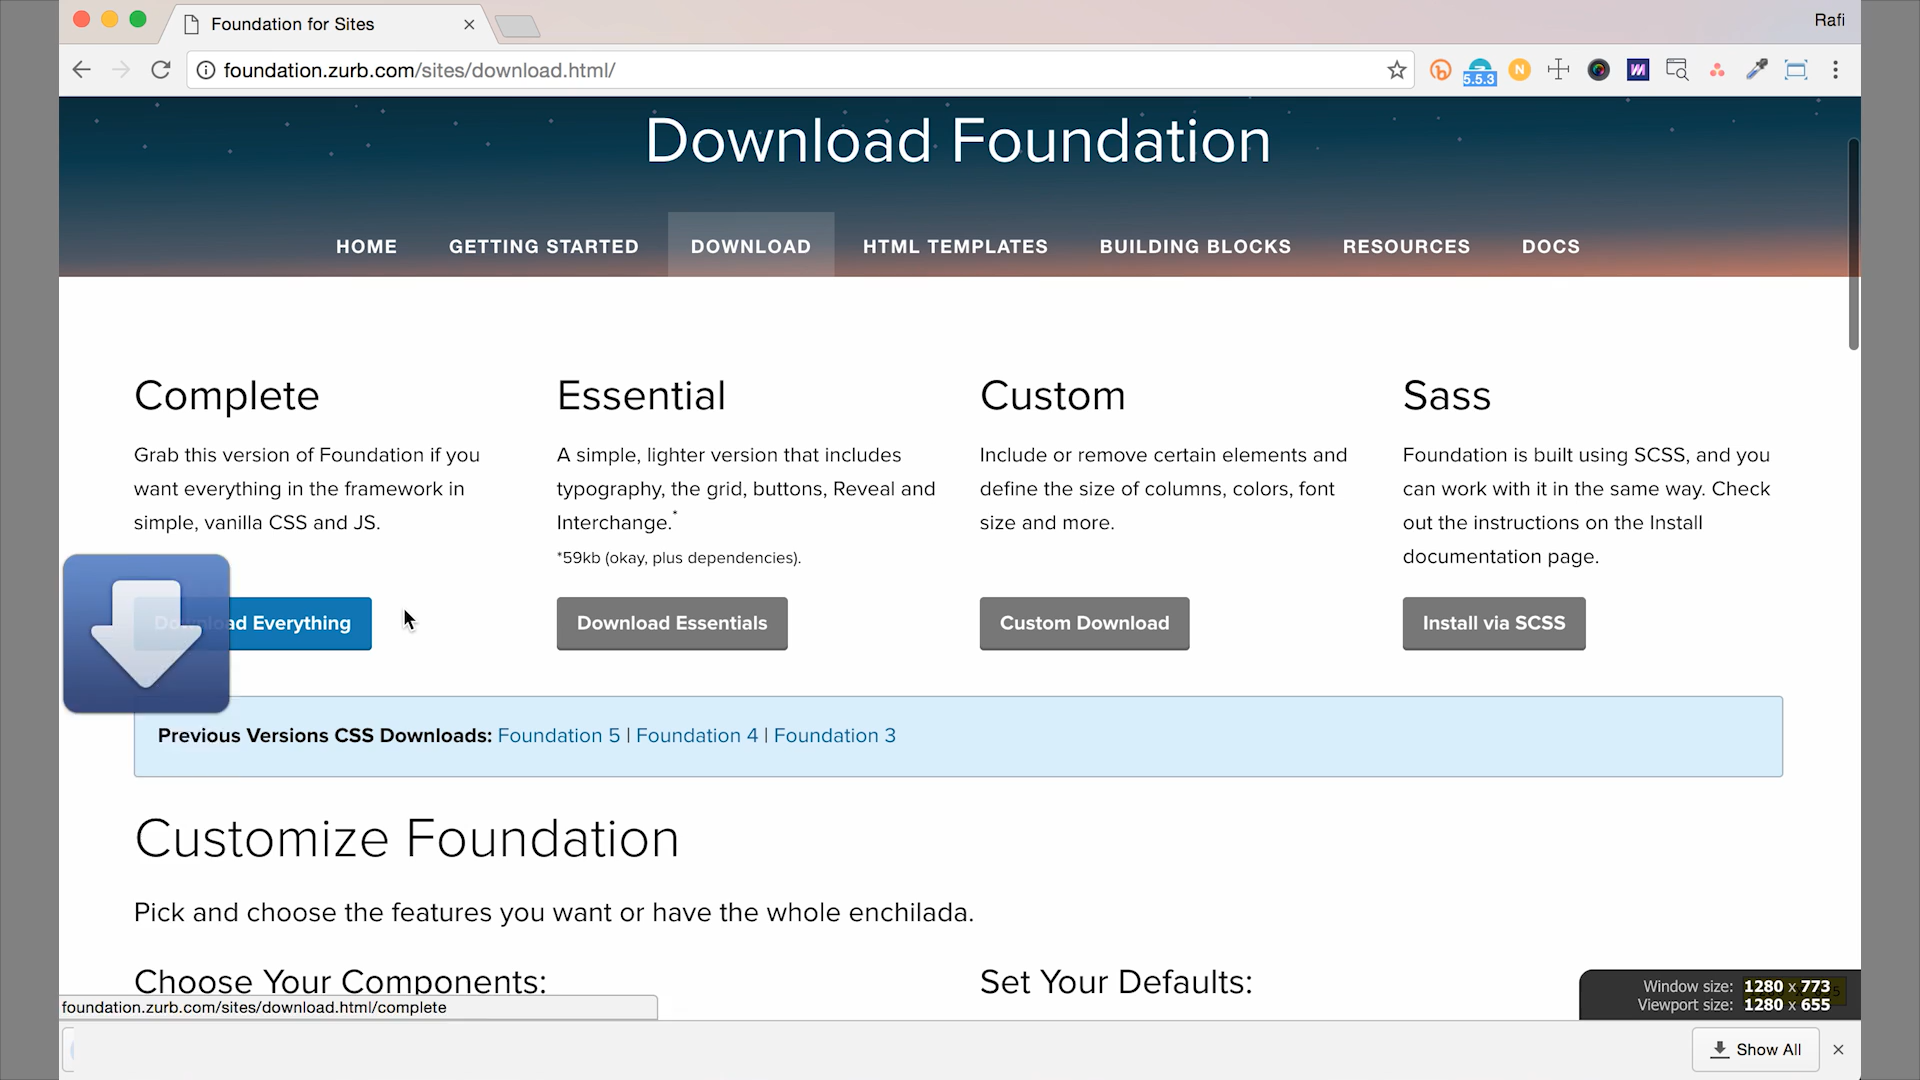 Foundation for Sites
Rafi
foundation.zurb.com/sites/download.html/
5.5.3
N
Download Foundation
HOME GETTING STARTED DOWNLOAD HTML TEMPLATES BUILDING BLOCKS RESOURCES DOCS
Complete
Grab this version of Foundation if you
want everything in the framework in
simple, vanilla CSS and JS.
Download Everything
Essential
A simple, lighter version that includes
typography, the grid, buttons, Reveal and
Interchange.*
*59kb (okay, plus dependencies).
Download Essentials
Custom
Include or remove certain elements and
define the size of columns, colors, font
size and more.
Custom Download
Sass
Foundation is built using SCSS, and you
can work with it in the same way. Check
out the instructions on the Install
documentation page.
Install via SCSS
Previous Versions CSS Downloads: Foundation 5 | Foundation 4 | Foundation 3
Customize Foundation
Pick and choose the features you want or have the whole enchilada.
Choose Your Components:
Set Your Defaults:
Window size: 1280 x 773
Viewport size: 1280 x 655
foundation.zurb.com/sites/download.html/complete
Show All